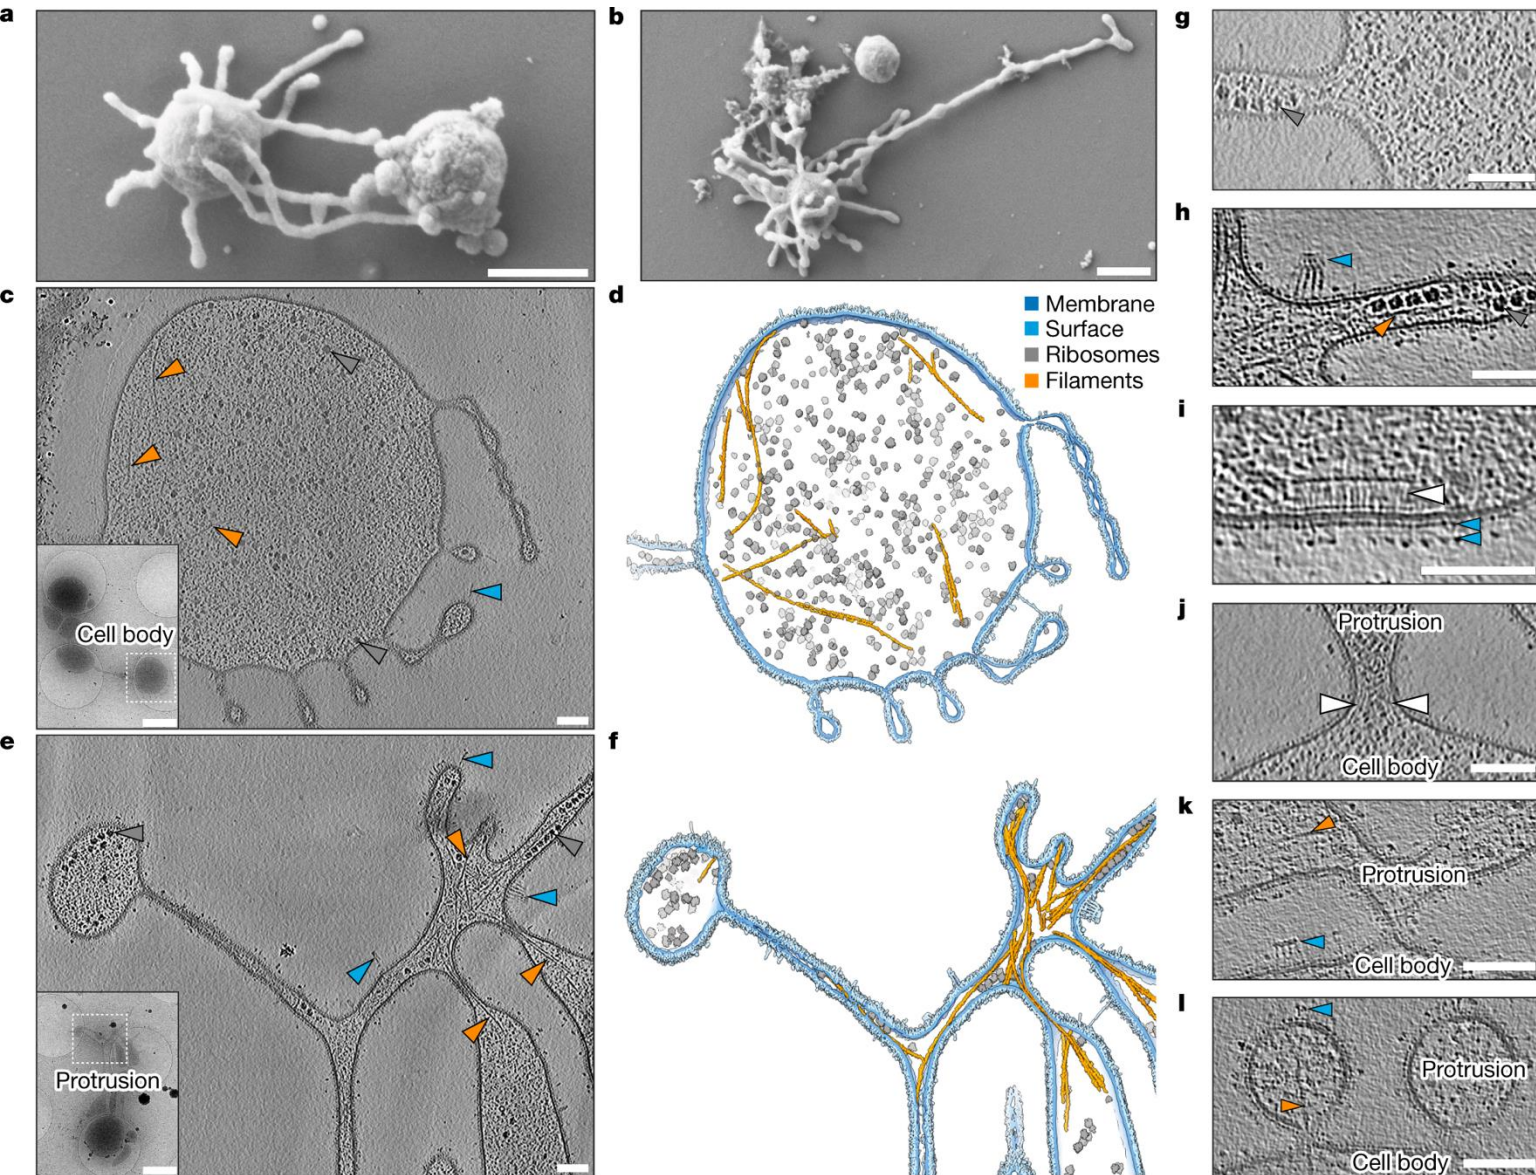 a
b
c
Cell body
d
Membrane
Surface
Ribosomes
Filaments
e
Protrusion
f
g
h
i
j
Protrusion
Cell body
k
Protrusion
Cell body
l
Protrusion
Cell body